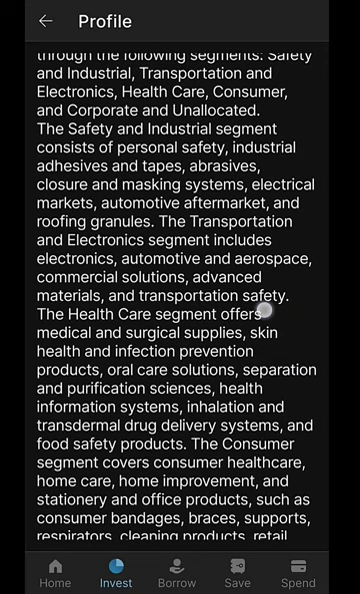 Profile
through the following segments: Safety
and Industrial, Transportation and
Electronics, Health Care, Consumer,
and Corporate and Unallocated.
The Safety and Industrial segment
consists of personal safety, industrial
adhesives and tapes, abrasives,
closure and masking systems, electrical
markets, automotive aftermarket, and
roofing granules. The Transportation
and Electronics segment includes
electronics, automotive and aerospace,
commercial solutions, advanced
materials, and transportation safety.
The Health Care segment offers
medical and surgical supplies, skin
health and infection prevention
products, oral care solutions, separation
and purification sciences, health
information systems, inhalation and
transdermal drug delivery systems, and
food safety products. The Consumer
segment covers consumer healthcare,
home care, home improvement, and
stationery and office products, such as
consumer bandages, braces, supports,
respirators, cleaning products, retail
Home Invest Borrow Save Spend